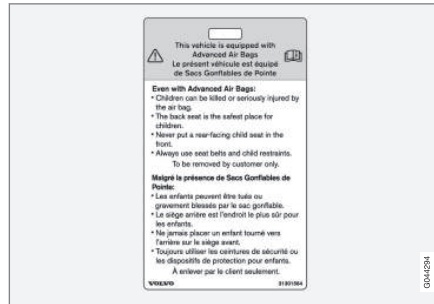 This vehicle is equipped with
Advanced Air Bags
Le présent véhicule est équipé
de Sacs Gonflables de Pointe
Even with Advanced Air Bags:
• Children can be killed or seriously injured by
the air bag.
• The back seat is the safest place for
children.
• Never put a rear-facing child seat in the
front.
• Always use seat belts and child restraints.
To be removed by customer only.
Malgré la présence de Sacs Gonflables de
Pointe:
• Les enfants peuvent être tués ou
gravement blessés par le sac gonflable.
• Le siège arrière est l'endroit le plus sûr pour
les enfants.
• Ne jamais placer un enfant tourné vers
l'arrière sur le siège avant.
• Toujours utiliser les ceintures de sécurité ou
les dispositifs de protection pour enfants.
À enlever par le client seulement.
VOLVO 31301564
G044294